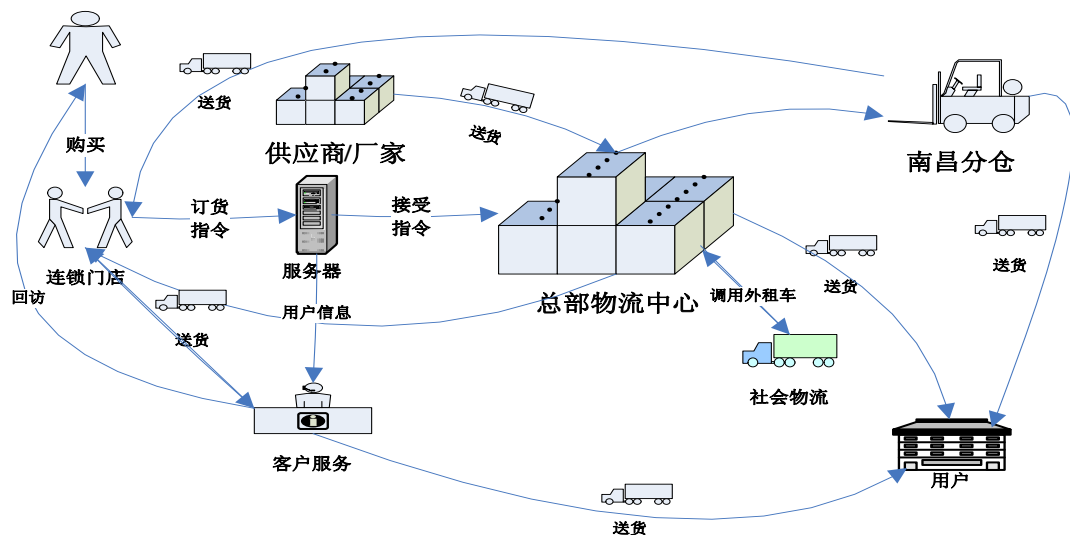 送货
送货
购买
供应商/厂家
南昌分仓
订货
指令
接受
指令
服务器
连锁门店
回访
送货
用户信息
总部物流中心
调用外租车
送货
送货
社会物流
客户服务
用户
送货